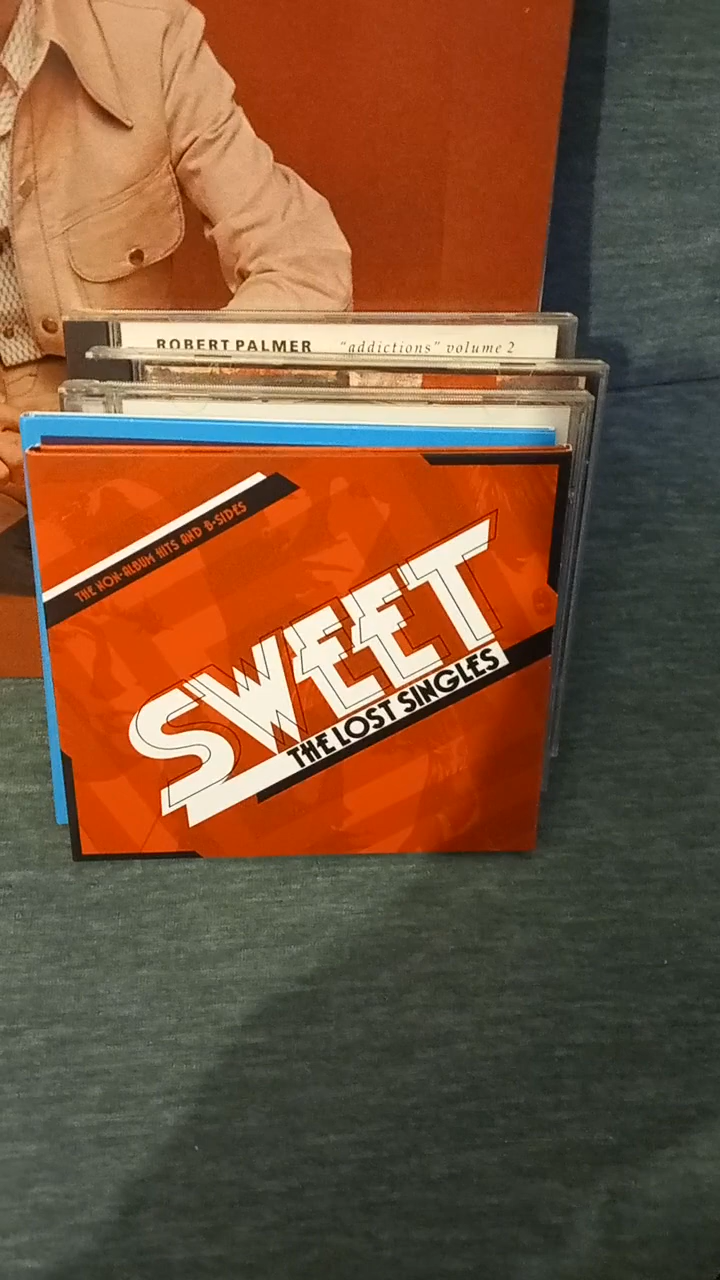 ROBERT PALMER "addictions" volume 2
THE NON-ALBUM HITS AND B-SIDES
SWEET
THE LOST SINGLES